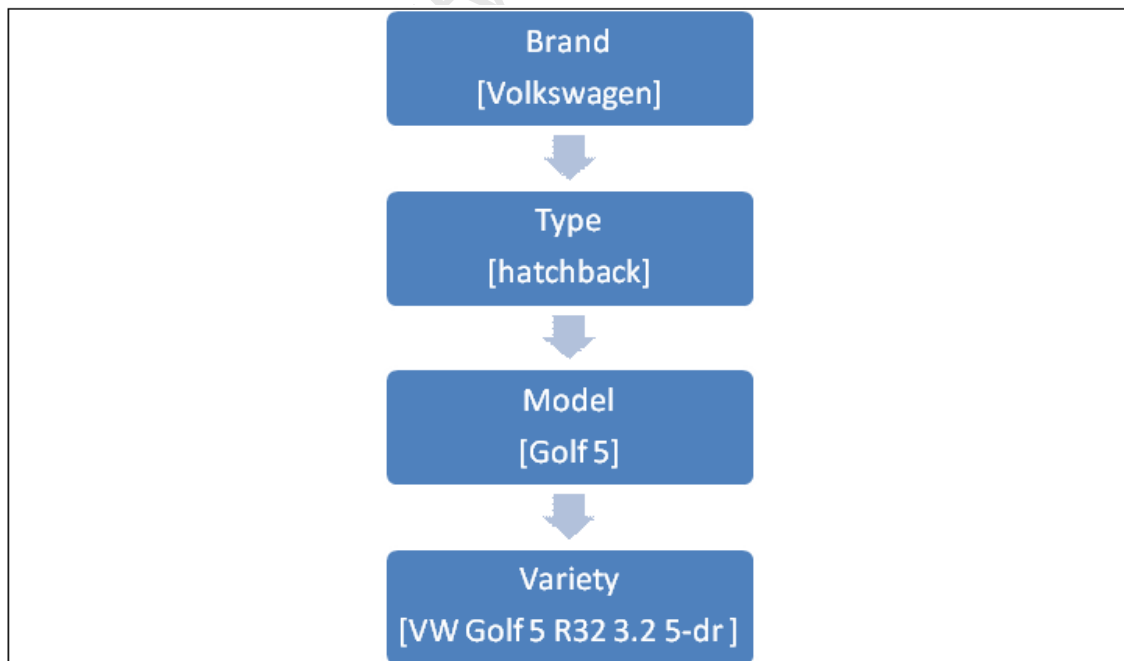 Brand
[Volkswagen]
Type
[hatchback]
Model
[Golf 5]
Variety
[VW Golf 5 R32 3.2 5-dr ]